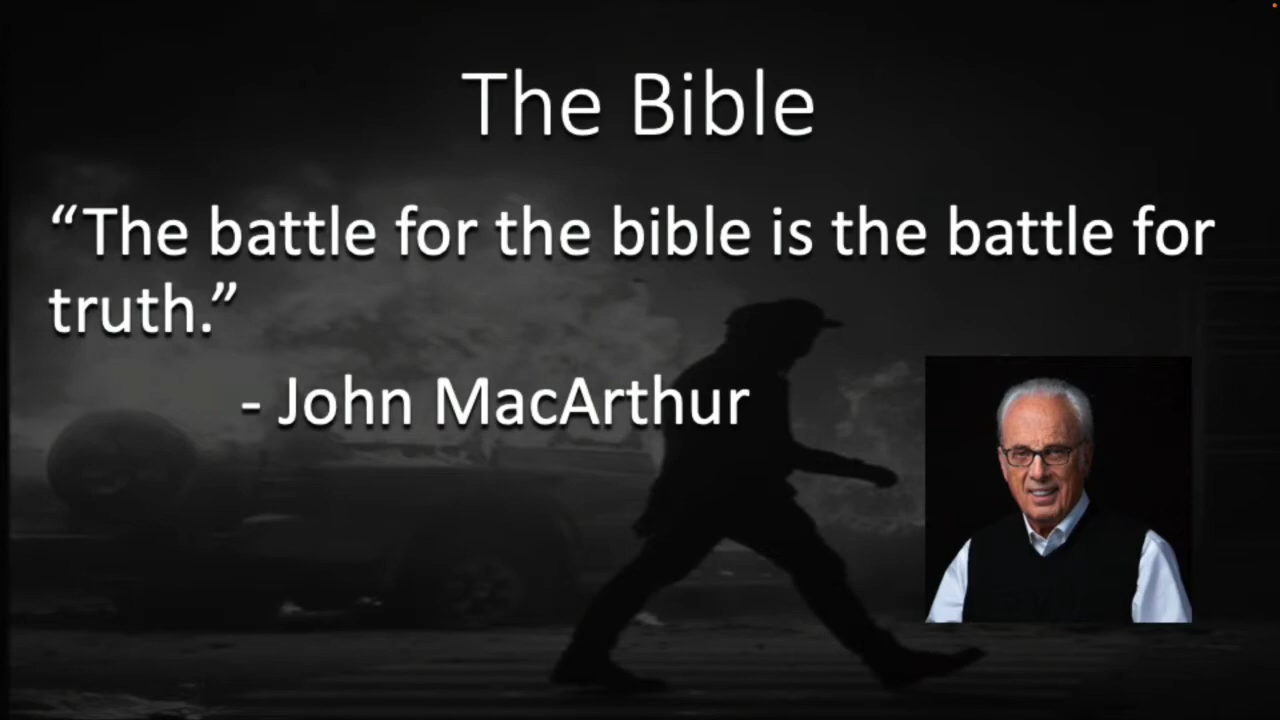 The Bible
“The battle for the bible is the battle for
truth.”
- John MacArthur